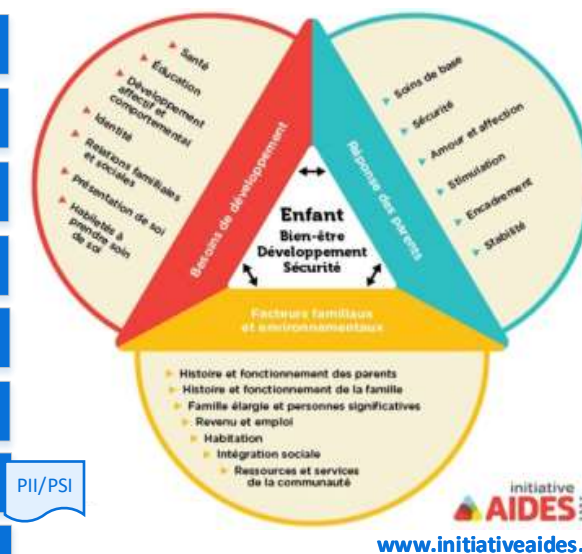 Santé
Éducation
Développement
affectif et
comportemental
Identité
Relations familiales
et sociales
Présentation de soi
Habiletés à
prendre soin
de soi
Besoins de développement
Soins de base
Sécurité
Amour et affection
Stimulation
Encadrement
Stabilité
Réponse des parents
Enfant
Bien-être
Développement
Sécurité
Facteurs familiaux
et environnementaux
Histoire et fonctionnement des parents
Histoire et fonctionnement de la famille
Famille élargie et personnes significatives
Revenu et emploi
Habitation
Intégration sociale
Ressources et services
de la communauté
PII/PSI
initiative
AIDES
www.initiativeaides.